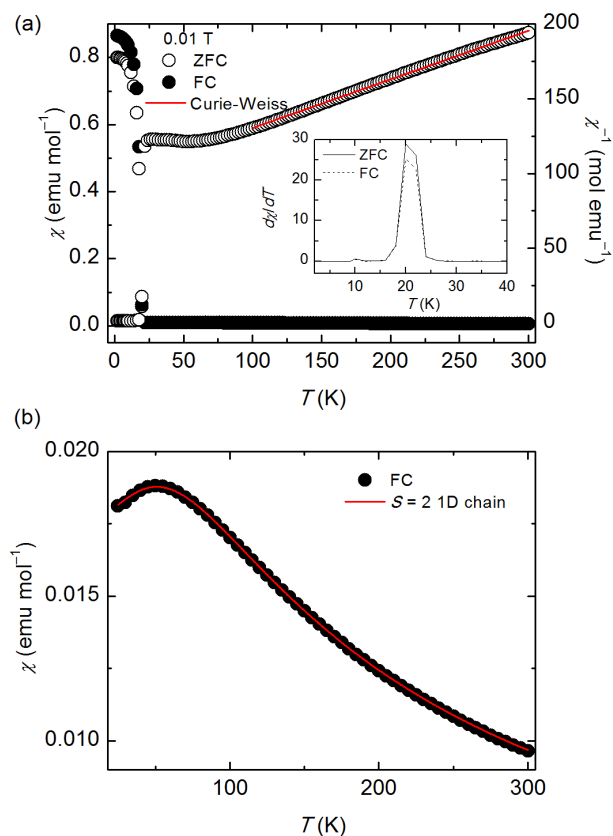 (a)
0.01 T
ZFC
FC
Curie-Weiss
χ (emu mol⁻¹)
0.8
0.6
0.4
0.2
0.0
χ⁻¹ (mol emu⁻¹)
200
150
100
50
0
ZFC
FC
dχ/dT
30
20
10
0
10 20 30 40
T (K)
0 50 100 150 200 250 300
T (K)
(b)
FC
S = 2 1D chain
χ (emu mol⁻¹)
0.020
0.015
0.010
100 200 300
T (K)